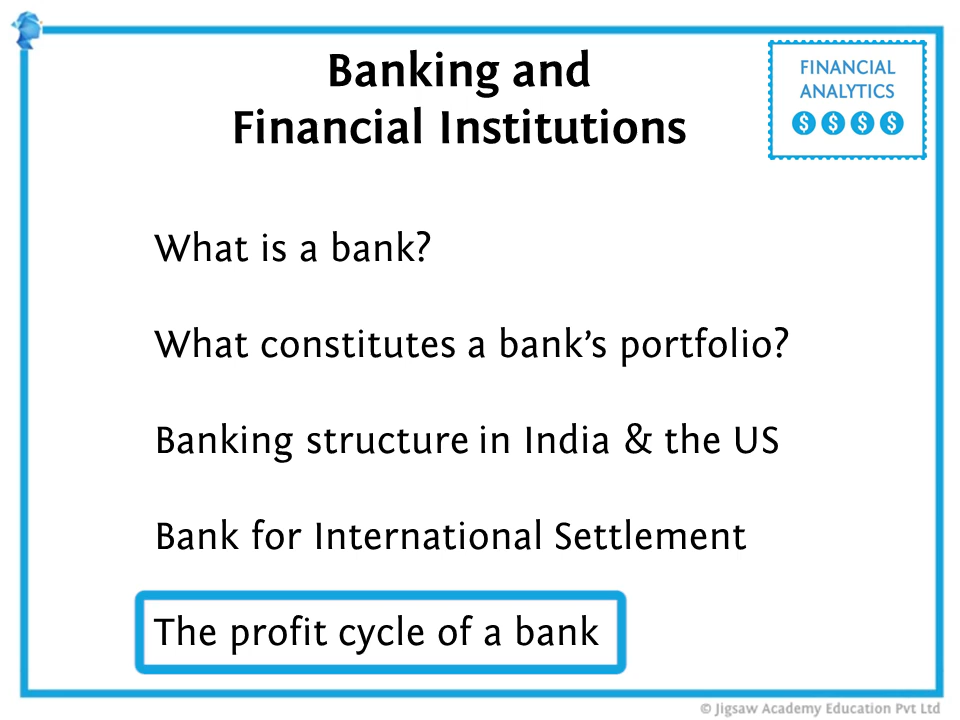 Banking and
Financial Institutions
FINANCIAL
ANALYTICS
$ $ $ $
What is a bank?
What constitutes a bank’s portfolio?
Banking structure in India & the US
Bank for International Settlement
The profit cycle of a bank
© Jigsaw Academy Education Pvt Ltd